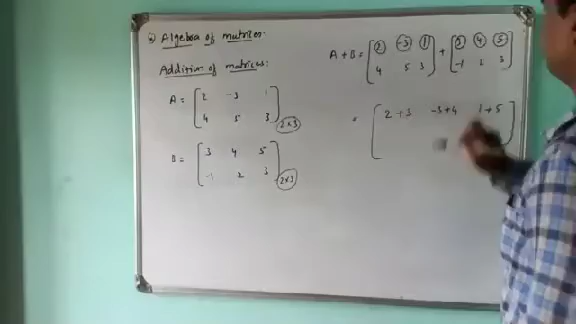 Algebra of matrices:
Addition of matrices:
A = [ 2 -3 1
4 5 3 ] 2×3
B = [ 3 4 5
-1 2 3 ] 2×3
A + B = [ 2 -3 1 + [ 3 4 5
4 5 3 ] -1 2 3 ]
= [ 2+3 -3+4 1+5 ]